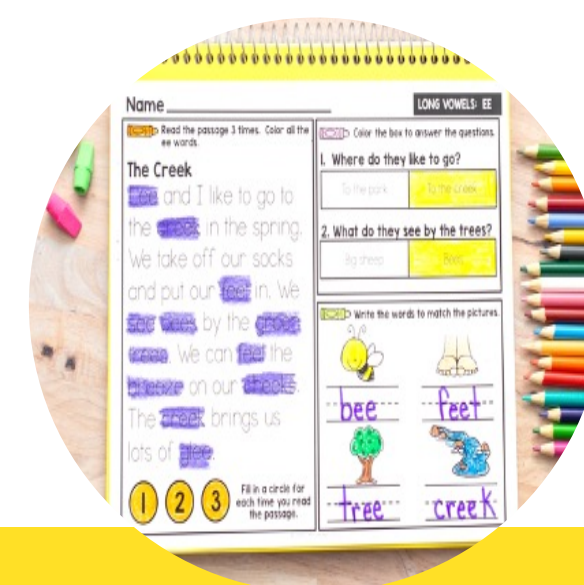 Name
LONG VOWELS: EE
Read the passage 3 times. Color all the
ee words.
The Creek
and I like to go to
the creek in the spring.
We take off our socks
and put our feet in. We
see bees by the green
trees. We can feel the
breeze on our cheeks.
The creek brings us
lots of glee.
1 2 3
Fill in a circle for
each time you read
the passage.
Color the box to answer the questions.
1. Where do they like to go?
To the park To the creek
2. What do they see by the trees?
Big sheep Bees
Write the words to match the pictures.
bee feet
tree creek